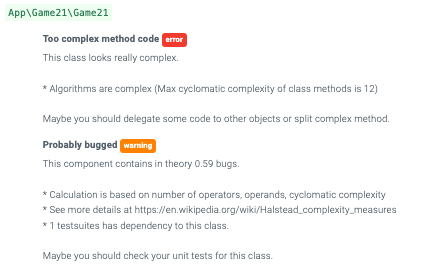 App\Game21\Game21
Too complex method code error
This class looks really complex.
* Algorithms are complex (Max cyclomatic complexity of class methods is 12)
Maybe you should delegate some code to other objects or split complex method.
Probably bugged warning
This component contains in theory 0.59 bugs.
* Calculation is based on number of operators, operands, cyclomatic complexity
* See more details at https://en.wikipedia.org/wiki/Halstead_complexity_measures
* 1 testsuites has dependency to this class.
Maybe you should check your unit tests for this class.